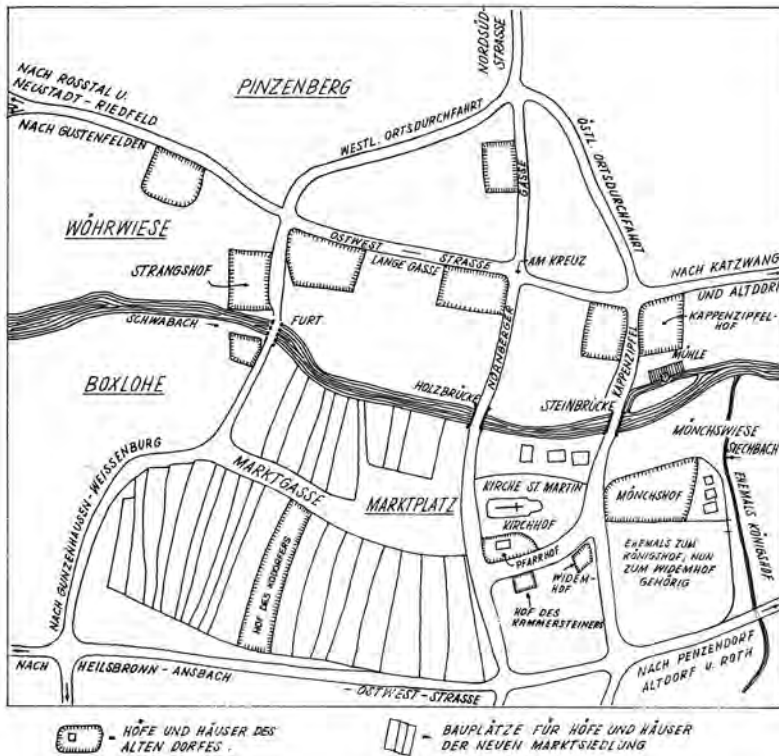 NORDSÜD-
STRASSE
NACH ROSSTAL U.
NEUSTADT - RIEDFELD
NACH GUSTENFELDEN
PINZENBERG
WESTL. ORTSDURCHFAHRT
ÖSTL. ORTSDURCHFAHRT
NÜRNBERGER
GASSE
WÖHRWIESE
STRANGSHOF
OSTWEST STRASSE
LANGE GASSE
AM KREUZ
NACH KATZWANG
UND ALTDORF
KAPPENZIPFEL-
HOF
KAPPENZIPFEL
MÜHLE
SCHWABACH
FURT
BOXLOHE
HOLZBRÜCKE
STEINBRÜCKE
MÖNCHSWIESE
SIECHBACH
EHEMALS KÖNIGSHOF
NACH GUNZENHAUSEN-WEISSENBURG
MARKTGASSE
MARKTPLATZ
KIRCHE ST. MARTIN
KIRCHHOF
MÖNCHSHOF
PFARRHOF
WIDEM-
HOF
EHEMALS ZUM
KÖNIGSHOF, NUN
ZUM WIDEMHOF
GEHÖRIG
HOF DES
KAMMERSTEINERS
NACH PENZENDORF
ALTDORF U. ROTH
NACH HEILSBRONN - ANSBACH
- OSTWEST - STRASSE
- HÖFE UND HÄUSER DES
ALTEN DORFES.
- BAUPLÄTZE FÜR HÖFE UND HÄUSER
DER NEUEN MARKTSIEDLUNG